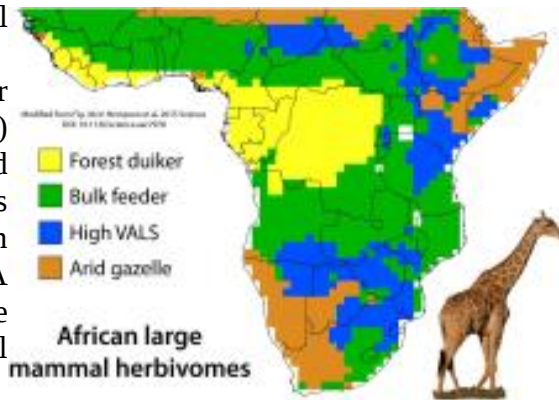 l
r
)
d
s
n
A
e
l
Forest duiker
Bulk feeder
High VALS
Arid gazelle
African large
mammal herbivomes